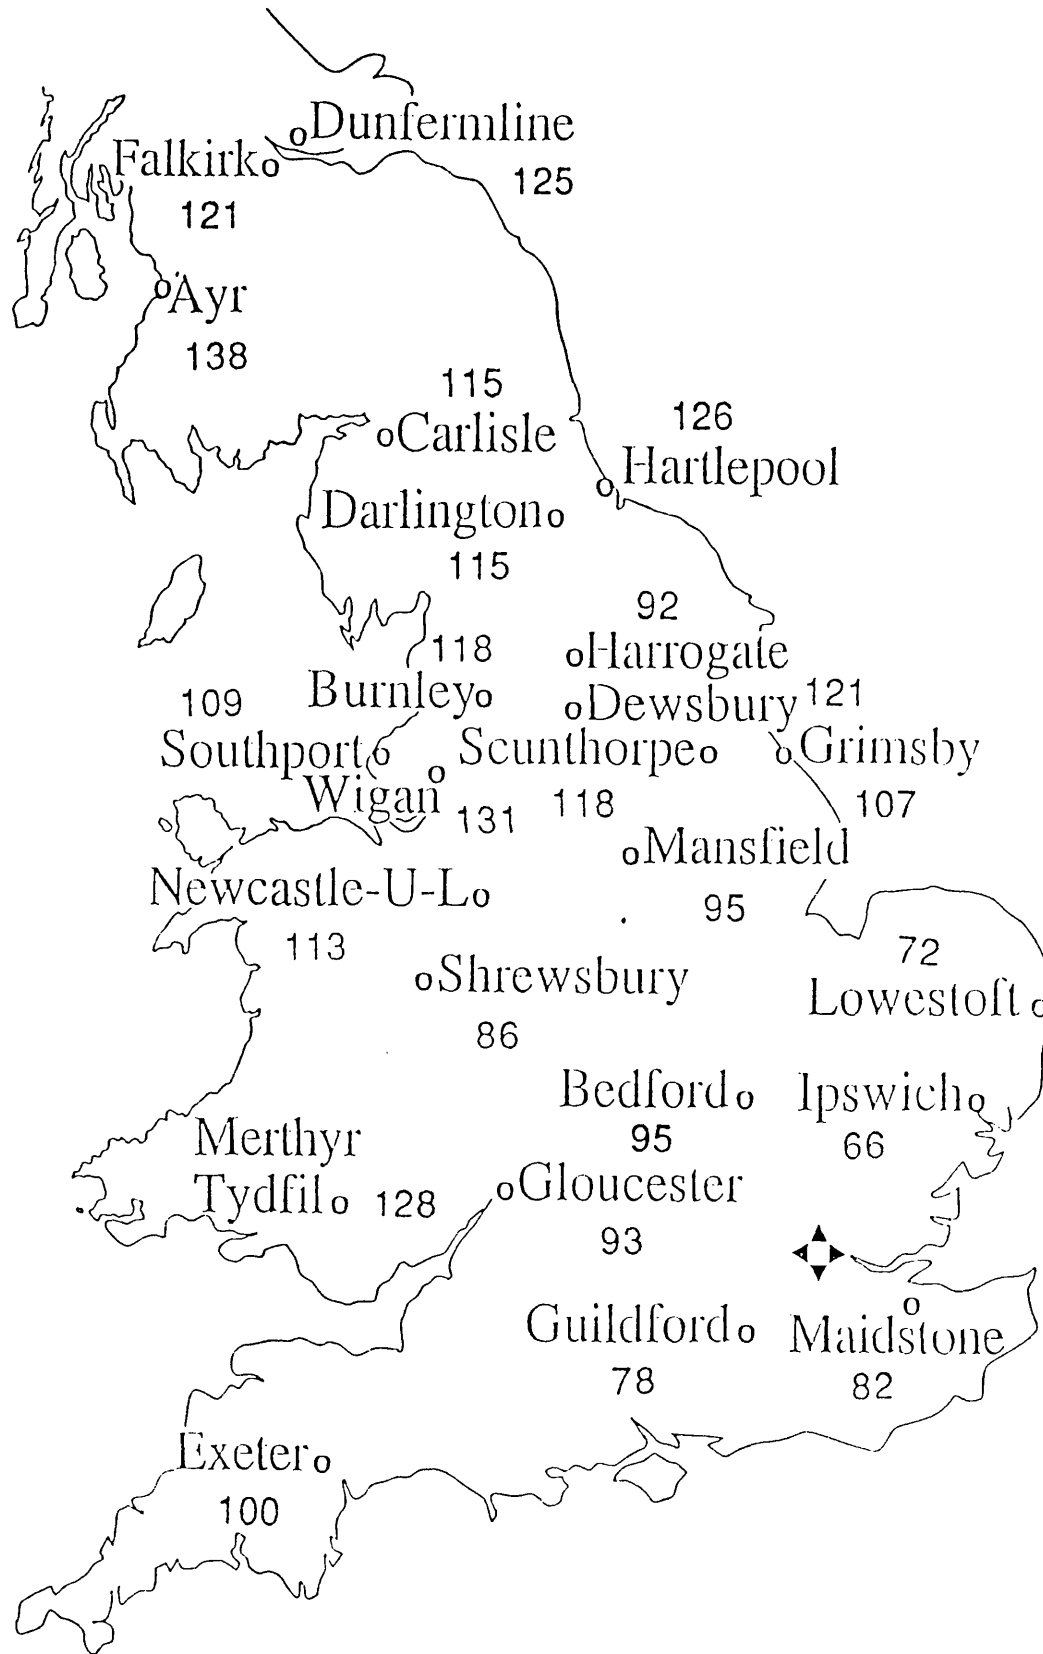 Dunfermline
125
Falkirk
121
Ayr
138
115
Carlisle
126
Hartlepool
Darlington
115
92
Harrogate
118
Burnley
Dewsbury 121
109
Southport
Scunthorpe
118
Grimsby
107
Wigan
131
Mansfield
95
Newcastle-U-L
113
72
Lowestoft
Shrewsbury
86
Bedford
95
Ipswich
66
Merthyr
Tydfil 128
Gloucester
93
Guildford
78
Maidstone
82
Exeter
100